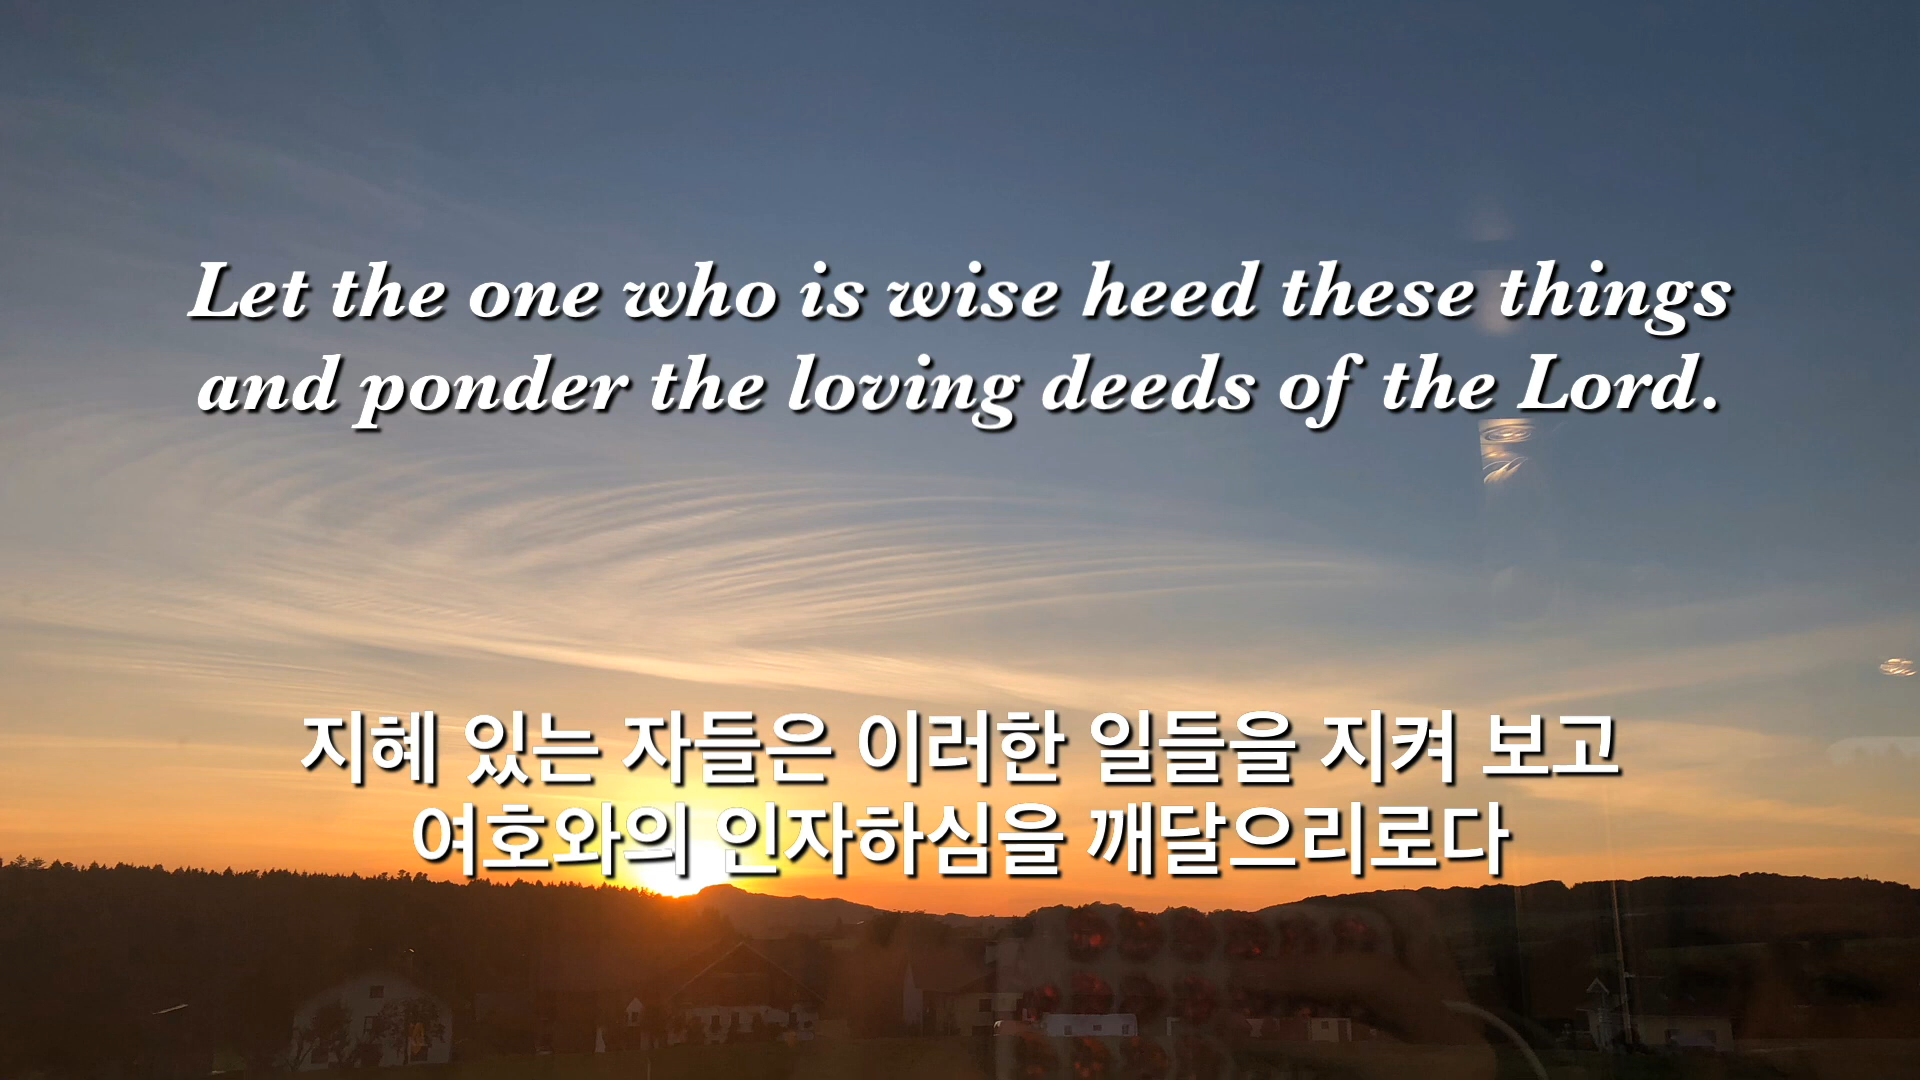 Let the one who is wise heed these things
and ponder the loving deeds of the Lord.
지혜 있는 자들은 이러한 일들을 지켜 보고
여호와의 인자하심을 깨달으리로다